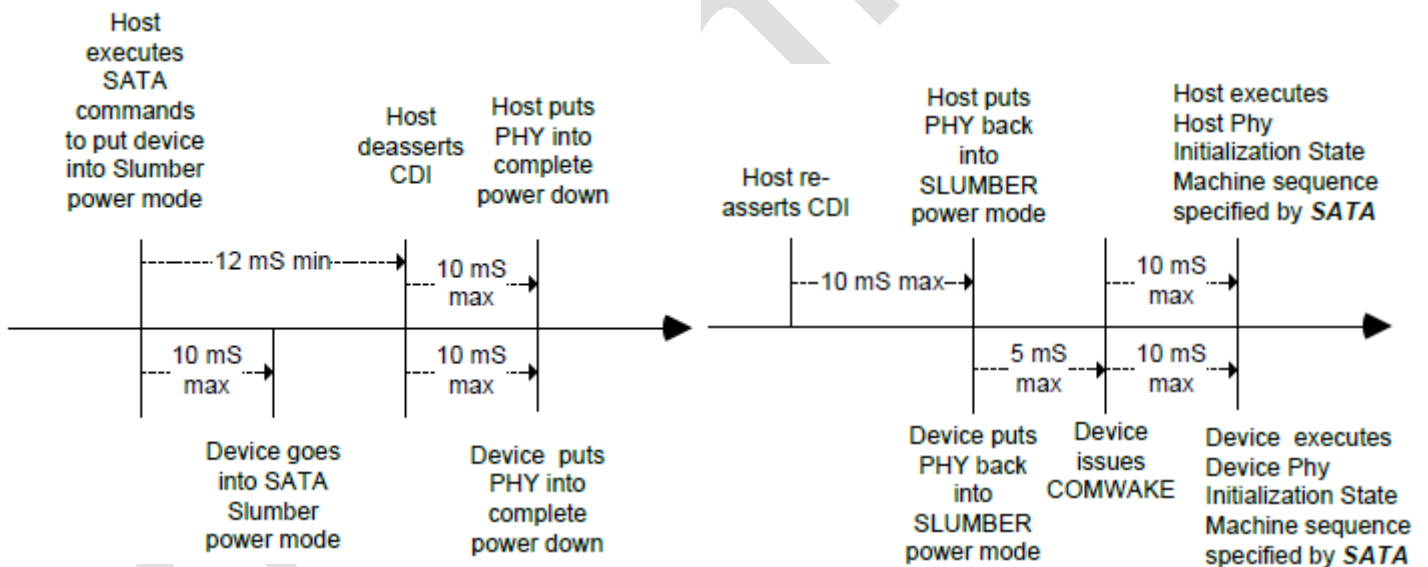 Host
executes
SATA
commands
to put device
into Slumber
power mode
Host
deasserts
CDI
Host puts
PHY into
complete
power down
12 mS min
10 mS
max
10 mS
max
10 mS
max
Device goes
into SATA
Slumber
power mode
Device puts
PHY into
complete
power down
Host re-
asserts CDI
Host puts
PHY back
into
SLUMBER
power mode
Host executes
Host Phy
Initialization State
Machine sequence
specified by SATA
10 mS max
10 mS
max
5 mS
max
10 mS
max
Device puts
PHY back
into
SLUMBER
power mode
Device
issues
COMWAKE
Device executes
Device Phy
Initialization State
Machine sequence
specified by SATA